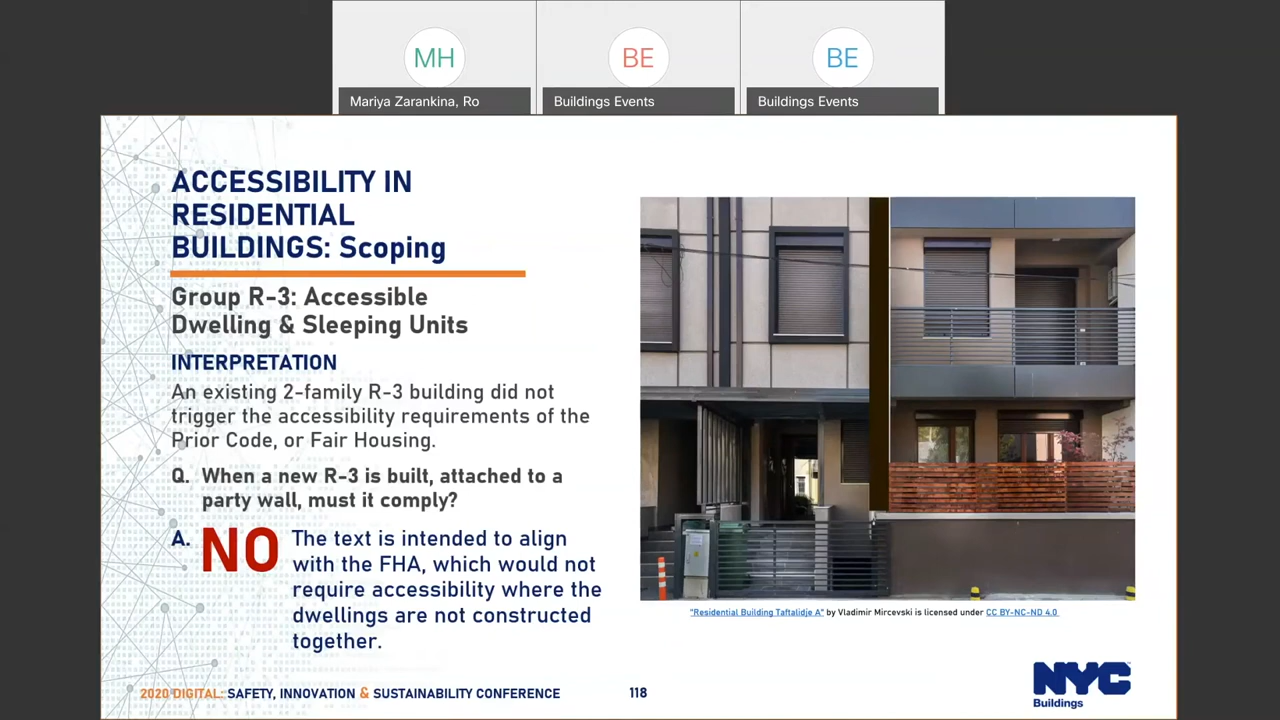 MH
BE
BE
Mariya Zarankina, Ro
Buildings Events
Buildings Events
ACCESSIBILITY IN
RESIDENTIAL
BUILDINGS: Scoping
Group R-3: Accessible
Dwelling & Sleeping Units
INTERPRETATION
An existing 2-family R-3 building did not
trigger the accessibility requirements of the
Prior Code, or Fair Housing.
Q. When a new R-3 is built, attached to a
party wall, must it comply?
A. NO The text is intended to align
with the FHA, which would not
require accessibility where the
dwellings are not constructed
together.
"Residential Building Taftalidje A" by Vladimir Mircevski is licensed under CC BY-NC-ND 4.0
2020 DIGITAL: SAFETY, INNOVATION & SUSTAINABILITY CONFERENCE
118
NYC
Buildings